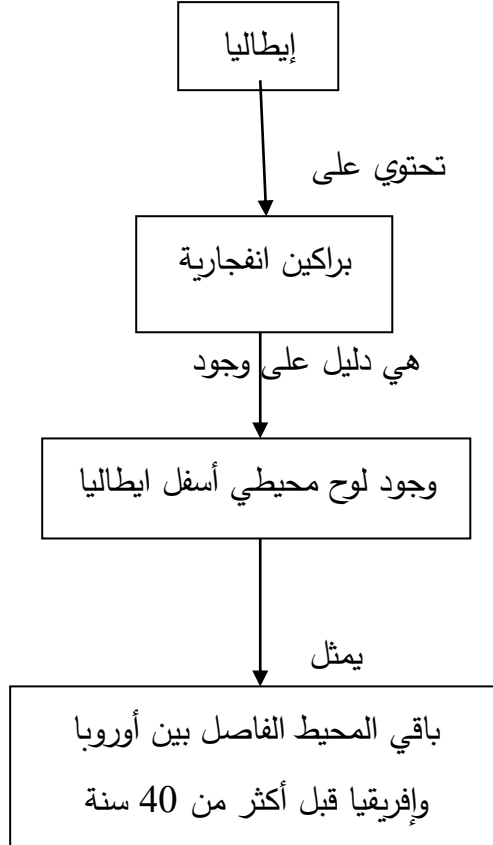 إيطاليا
تحتوي على
براكين انفجارية
هي دليل على وجود
وجود لوح محيطي أسفل ايطاليا
يمثل
باقي المحيط الفاصل بين أوروبا
وإفريقيا قبل أكثر من 40 سنة